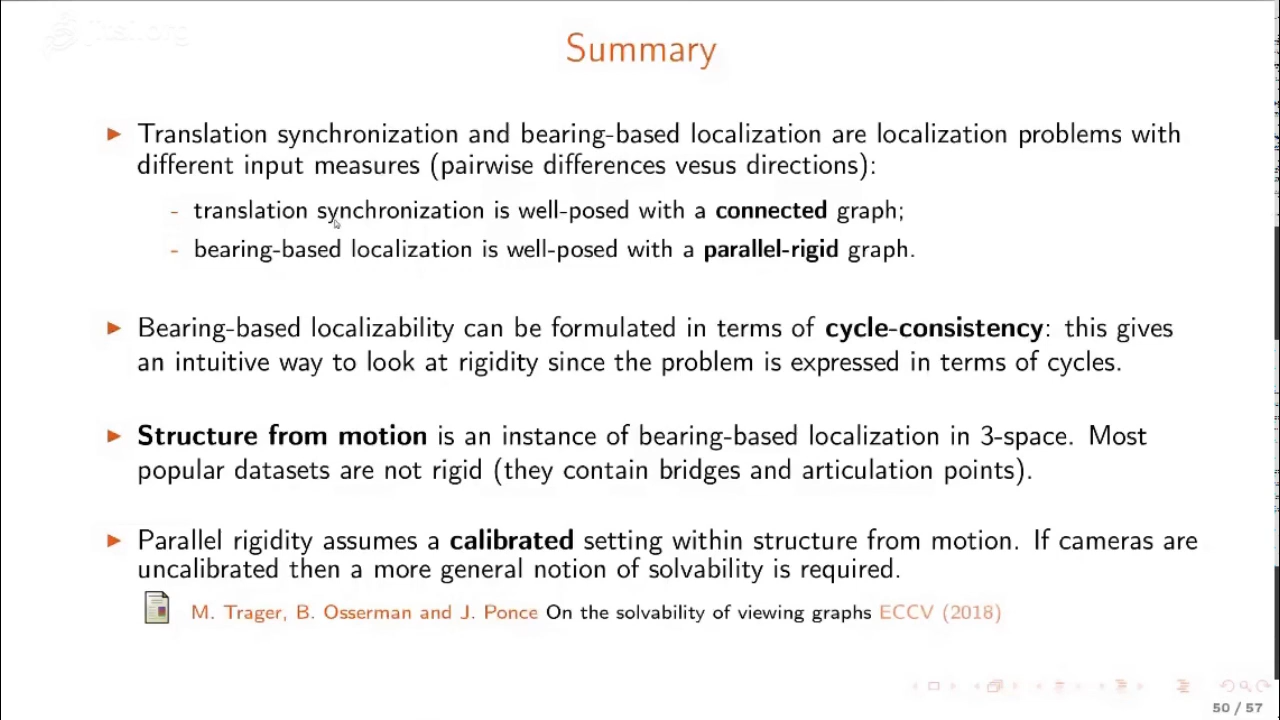 Summary
Translation synchronization and bearing-based localization are localization problems with
different input measures (pairwise differences vesus directions):
- translation synchronization is well-posed with a connected graph;
- bearing-based localization is well-posed with a parallel-rigid graph.
Bearing-based localizability can be formulated in terms of cycle-consistency: this gives
an intuitive way to look at rigidity since the problem is expressed in terms of cycles.
Structure from motion is an instance of bearing-based localization in 3-space. Most
popular datasets are not rigid (they contain bridges and articulation points).
Parallel rigidity assumes a calibrated setting within structure from motion. If cameras are
uncalibrated then a more general notion of solvability is required.
M. Trager, B. Osserman and J. Ponce On the solvability of viewing graphs ECCV (2018)
50 / 57